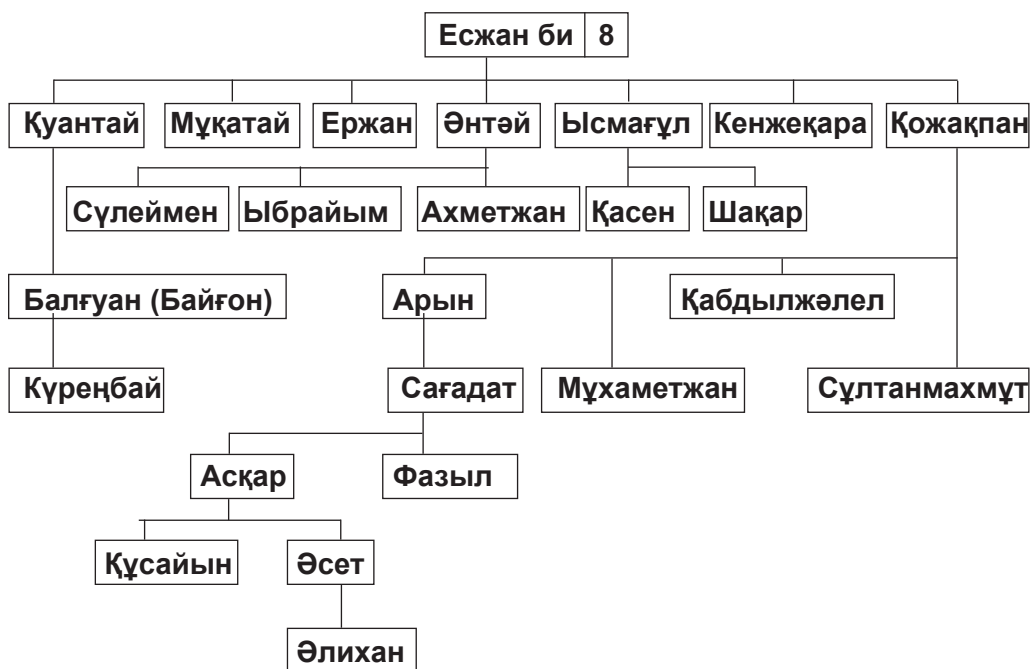 Есжан би 8
Қуантай Мұқатай Ержан Әнтәй Ысмағұл Кенжеқара Қожақпан
Сүлеймен Ыбрайым Ахметжан Қасен Шақар
Балғуан (Байғон) Арын Қабдылжәлел
Күреңбай Сағадат Мұхаметжан Сұлтанмахмұт
Асқар Фазыл
Құсайын Әсет
Әлихан